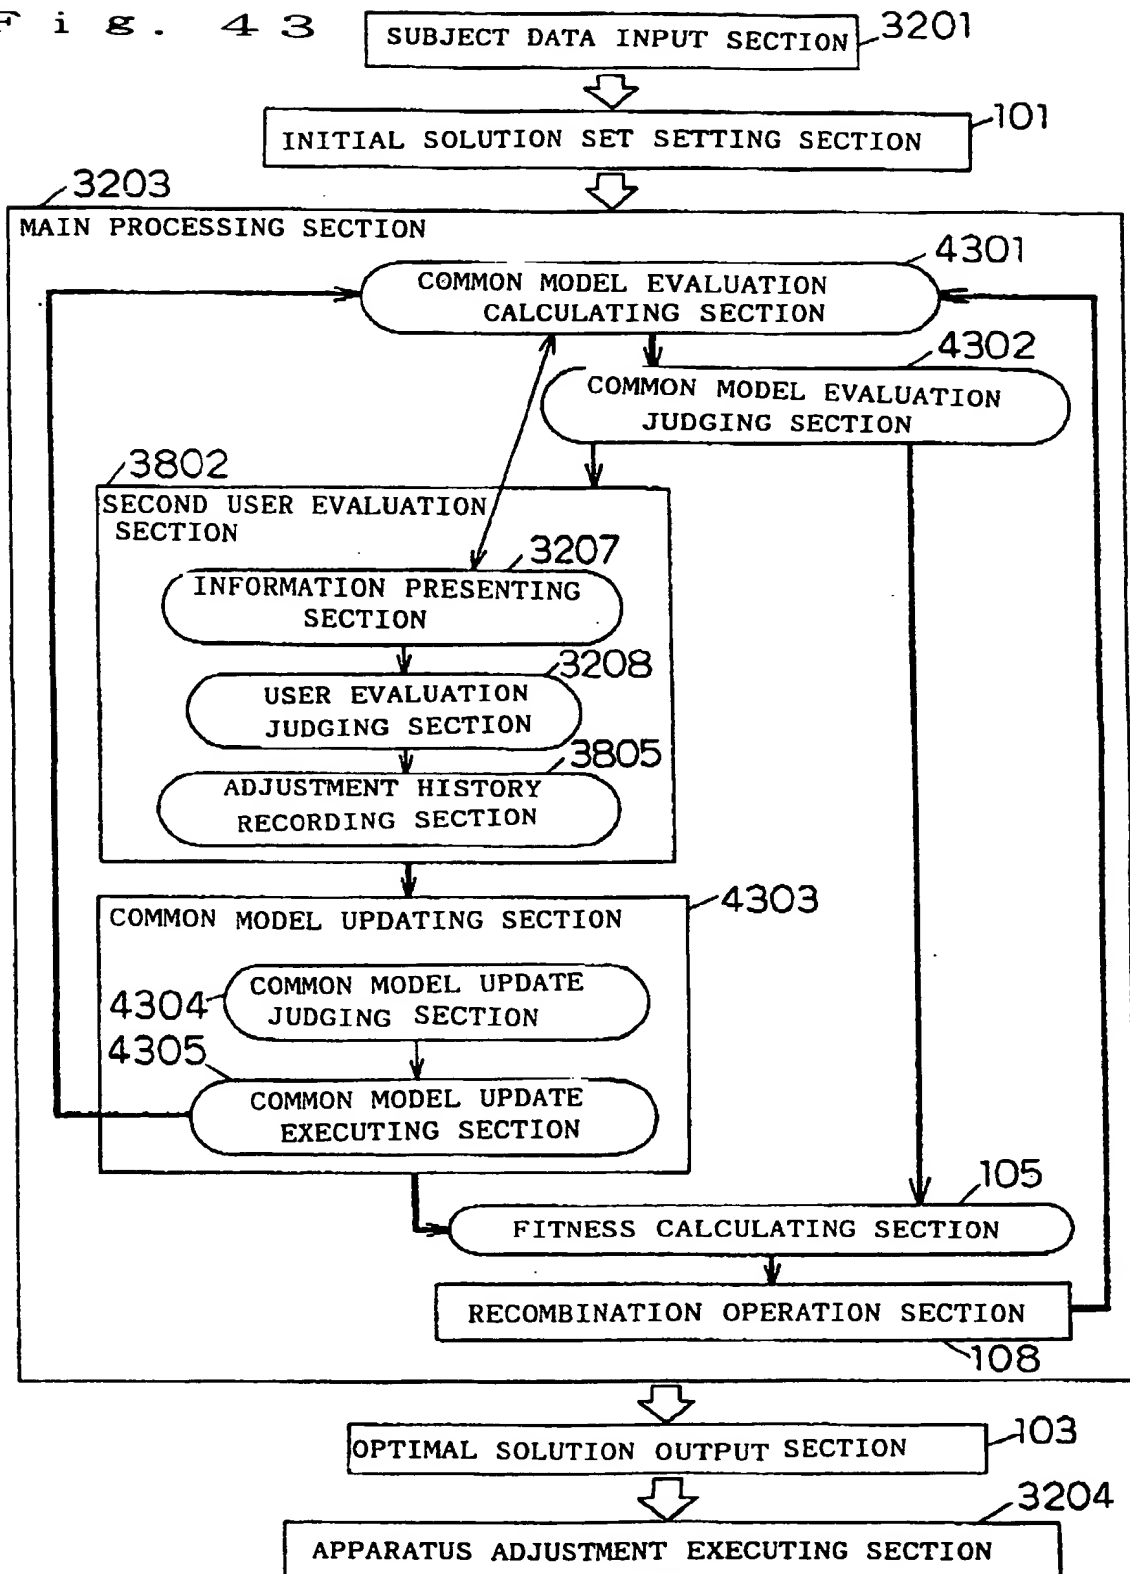 Fig. 43
SUBJECT DATA INPUT SECTION
3201
INITIAL SOLUTION SET SETTING SECTION
101
3203
MAIN PROCESSING SECTION
4301
COMMON MODEL EVALUATION
CALCULATING SECTION
4302
COMMON MODEL EVALUATION
JUDGING SECTION
3802
SECOND USER EVALUATION
SECTION
3207
INFORMATION PRESENTING
SECTION
3208
USER EVALUATION
JUDGING SECTION
3805
ADJUSTMENT HISTORY
RECORDING SECTION
4303
COMMON MODEL UPDATING SECTION
4304
COMMON MODEL UPDATE
JUDGING SECTION
4305
COMMON MODEL UPDATE
EXECUTING SECTION
105
FITNESS CALCULATING SECTION
RECOMBINATION OPERATION SECTION
108
OPTIMAL SOLUTION OUTPUT SECTION
103
3204
APPARATUS ADJUSTMENT EXECUTING SECTION